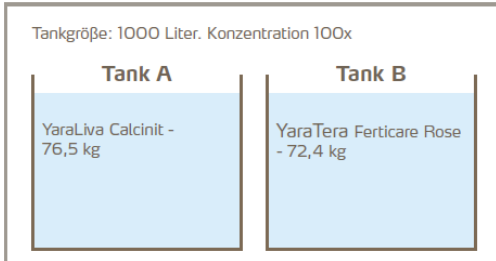 Tankgröße: 1000 Liter. Konzentration 100x
Tank A
YaraLiva Calcinit -
76,5 kg
Tank B
YaraTera Ferticare Rose
- 72,4 kg